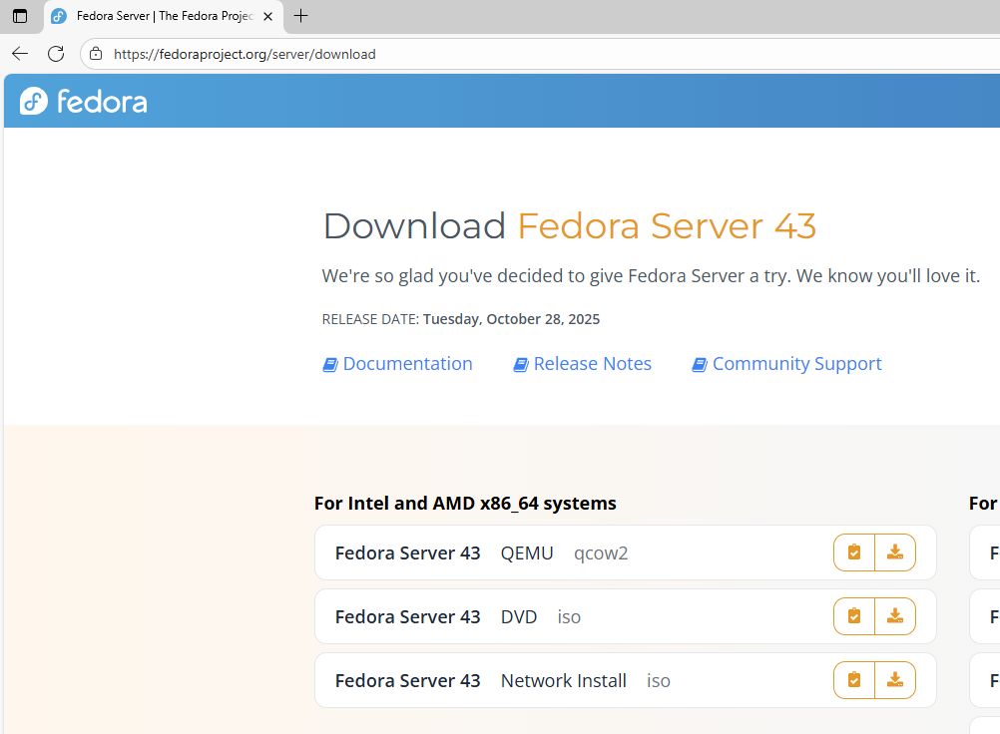 Fedora Server | The Fedora Projec
https://fedoraproject.org/server/download
fedora
Download Fedora Server 43
We're so glad you've decided to give Fedora Server a try. We know you'll love it.
RELEASE DATE: Tuesday, October 28, 2025
Documentation Release Notes Community Support
For Intel and AMD x86_64 systems
Fedora Server 43 QEMU qcow2
Fedora Server 43 DVD iso
Fedora Server 43 Network Install iso
For
F
F
F